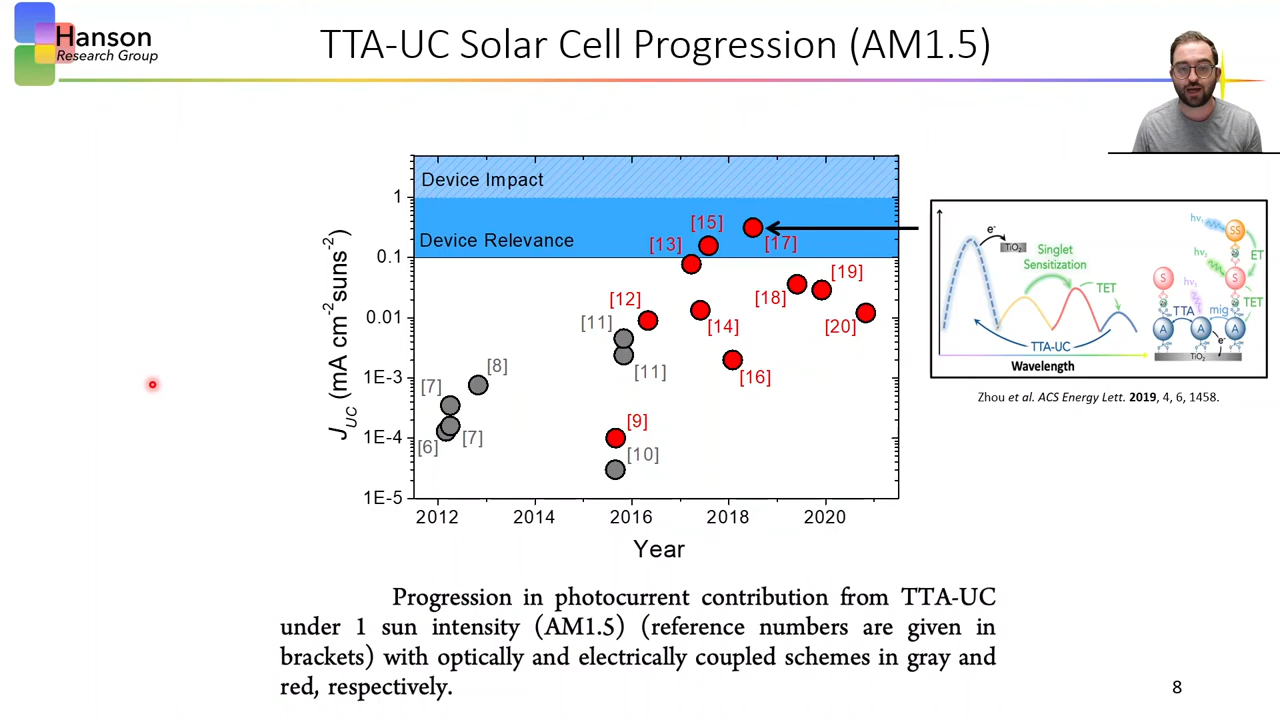 Hanson
Research Group
TTA-UC Solar Cell Progression (AM1.5)
Device Impact
Device Relevance
1
0.1
0.01
1E-3
1E-4
1E-5
J_UC (mA cm⁻²suns⁻²)
[6]
[7]
[7]
[8]
[9]
[10]
[11]
[11]
[12]
[13]
[14]
[15]
[16]
[17]
[18]
[19]
[20]
2012 2014 2016 2018 2020
Year
e⁻
TiO₂
Singlet
Sensitization
TET
TTA-UC
Wavelength
hν₁
SS
ET
hν₂
S
S
TET
hν₁
TTA
mig
A
A
A
e⁻
TiO₂
Zhou et al. ACS Energy Lett. 2019, 4, 6, 1458.
Progression in photocurrent contribution from TTA-UC
under 1 sun intensity (AM1.5) (reference numbers are given in
brackets) with optically and electrically coupled schemes in gray and
red, respectively.
8